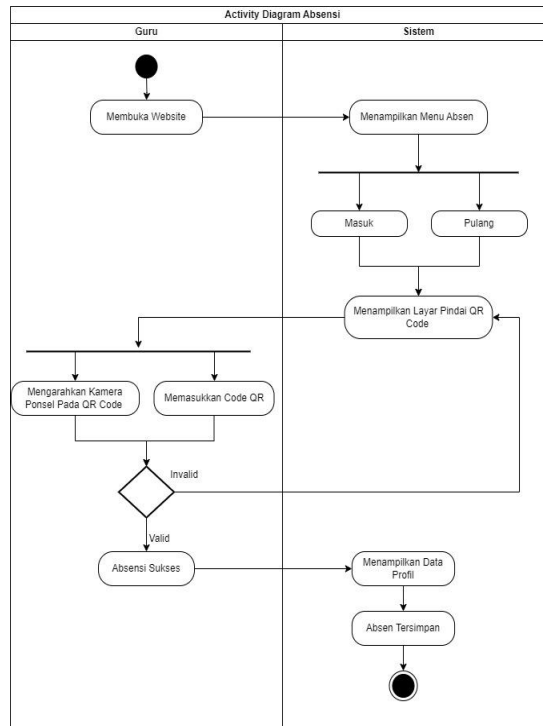 Activity Diagram Absensi
Guru
Sistem
Membuka Website
Menampilkan Menu Absen
Masuk
Pulang
Menampilkan Layar Pindai QR
Code
Mengarahkan Kamera
Ponsel Pada QR Code
Memasukkan Code QR
Invalid
Valid
Absensi Sukses
Menampilkan Data
Profil
Absen Tersimpan